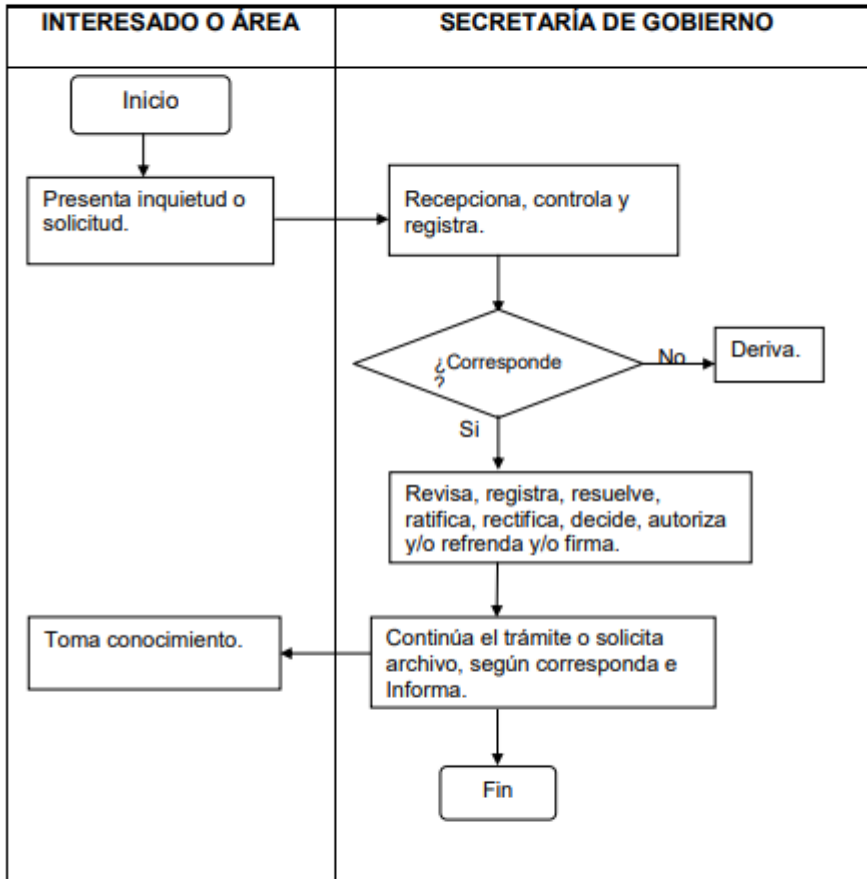 INTERESADO O ÁREA
SECRETARÍA DE GOBIERNO
Inicio
Presenta inquietud o
solicitud.
Recepciona, controla y
registra.
¿Corresponde
?
No
Deriva.
Si
Revisa, registra, resuelve,
ratifica, rectifica, decide, autoriza
y/o refrenda y/o firma.
Toma conocimiento.
Continúa el trámite o solicita
archivo, según corresponda e
Informa.
Fin